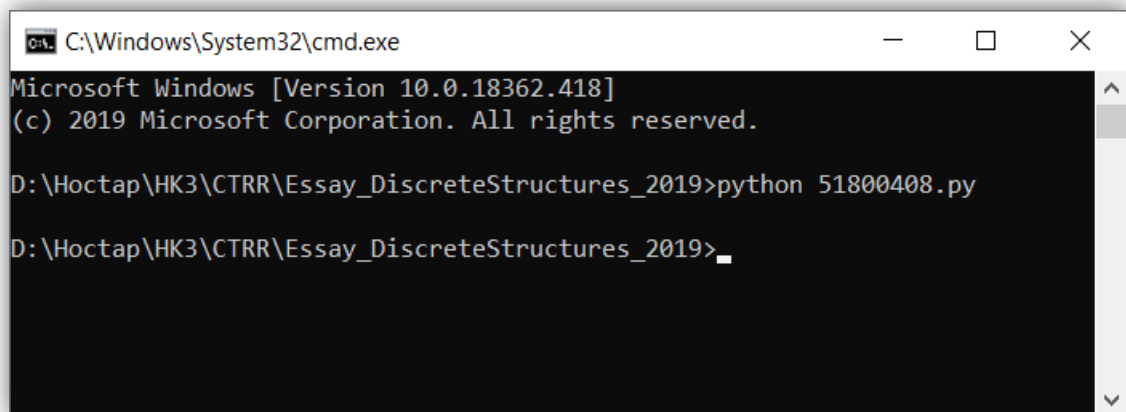 C:\Windows\System32\cmd.exe
Microsoft Windows [Version 10.0.18362.418]
(c) 2019 Microsoft Corporation. All rights reserved.
D:\Hoctap\HK3\CTRR\Essay_DiscreteStructures_2019>python 51800408.py
D:\Hoctap\HK3\CTRR\Essay_DiscreteStructures_2019>